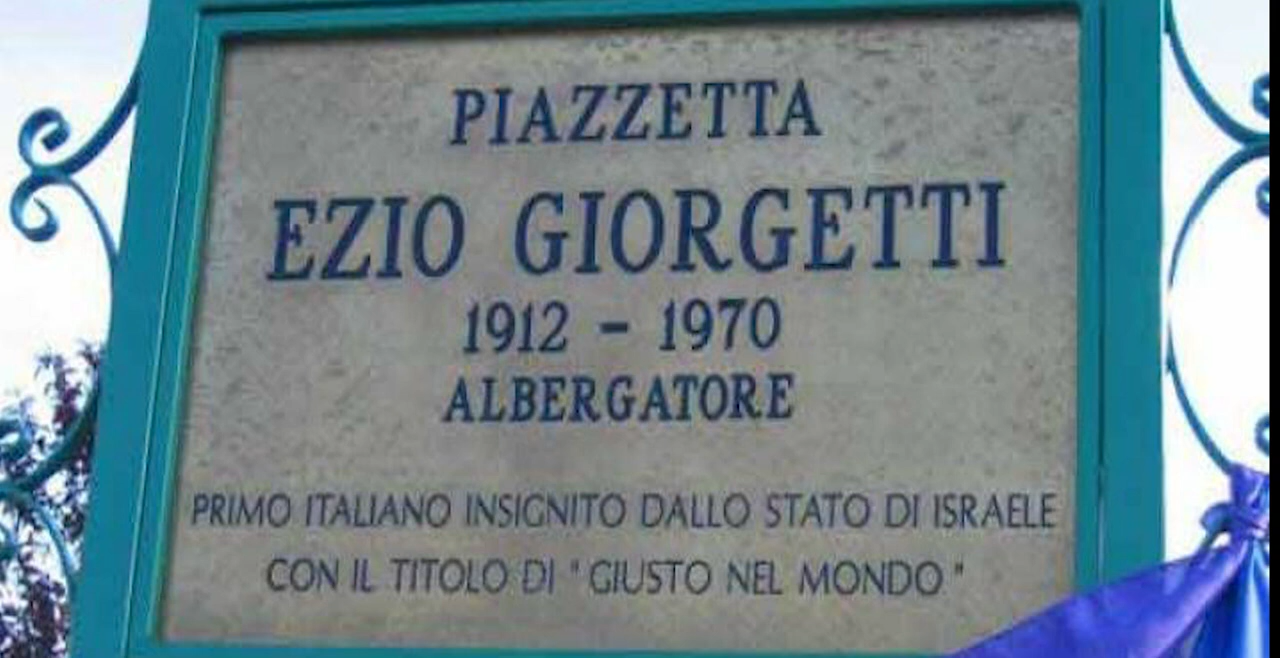 PIAZZETTA
EZIO GIORGETTI
1912 - 1970
ALBERGATORE
PRIMO ITALIANO INSIGNITO DALLO STATO DI ISRAELE
CON IL TITOLO DI "GIUSTO NEL MONDO"